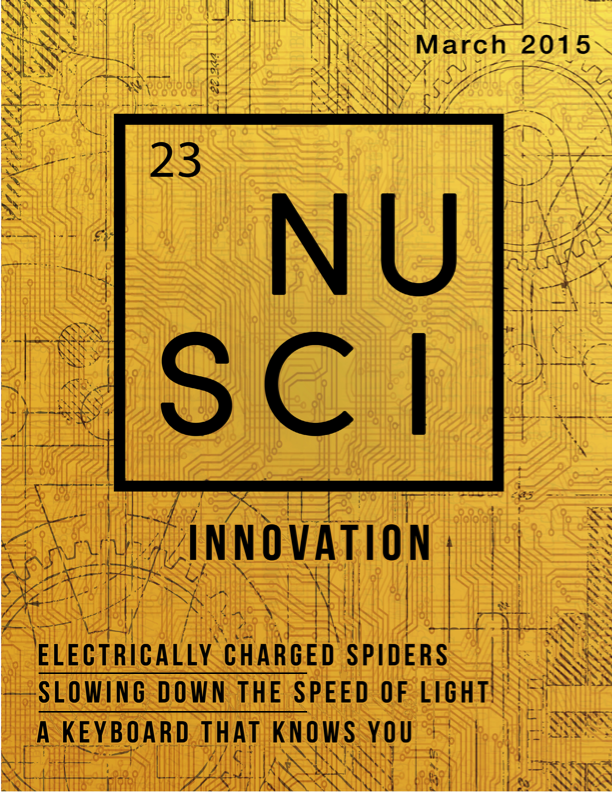 March 2015
23
NU
SCI
INNOVATION
ELECTRICALLY CHARGED SPIDERS
SLOWING DOWN THE SPEED OF LIGHT
A KEYBOARD THAT KNOWS YOU